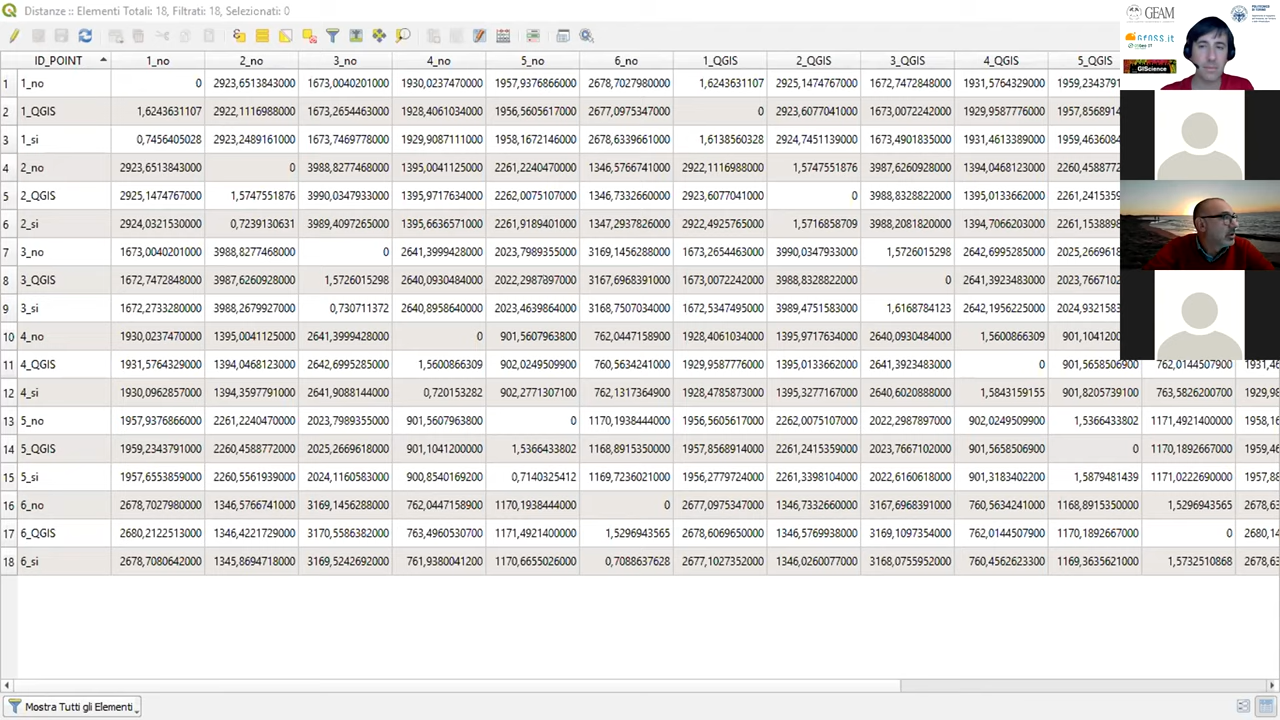 Distanze :: Elementi Totali: 18, Filtrati: 18, Selezionati: 0
GEAM
GFOSS.it
GIScience
ID_POINT 1_no 2_no 3_no 4_no 5_no 6_no 1_QGIS 2_QGIS 3_QGIS 4_QGIS 5_QGIS
1 1_no 0 2923,6513843000 1673,0040201000 1930,0237470000 1957,9376866000 2678,7027980000 1,6243631107 2925,1474767000 1672,7472848000 1931,5764329000 1959,2343791
2 1_QGIS 1,6243631107 2922,1116988000 1673,2654463000 1928,4061034000 1956,5605617000 2677,0975347000 0 2923,6077041000 1673,0072242000 1929,9587776000 1957,8568914
3 1_si 0,7456405028 2923,2489161000 1673,7469778000 1929,9087111000 1958,1672146000 2678,6339661000 1,6138560328 2924,7451139000 1673,4901835000 1931,4613389000 1959,4636084
4 2_no 2923,6513843000 0 3988,8277468000 1395,0041125000 2261,2240470000 1346,5766741000 2922,1116988000 1,5747551876 3987,6260928000 1394,0468123000 2260,4588772
5 2_QGIS 2925,1474767000 1,5747551876 3990,0347933000 1395,9717634000 2262,0075107000 1346,7332660000 2923,6077041000 0 3988,8328822000 1395,0133662000 2261,2415359
6 2_si 2924,0321530000 0,7239130631 3989,4097265000 2261,9189401000 1347,2937826000 2922,4925765000 1,5716858709 3988,2081820000 1394,7066203000 2261,1538898
7 3_no 1673,0040201000 3988,8277468000 0 2641,3999428000 2023,7989355000 3169,1456288000 1673,2654463000 3990,0347933000 1,5726015298 2642,6995285000 2025,2669618
8 3_QGIS 1672,7472848000 3987,6260928000 1,5726015298 2640,0930484000 2022,2987897000 3167,6968391000 1673,0072242000 3988,8328822000 0 2641,3923483000 2023,7667102
9 3_si 1672,2733280000 3988,2679927000 0,730711372 2640,8958640000 2023,4639864000 3168,7507034000 1672,5347495000 3989,4751583000 1,6168784123 2642,1956225000 2024,9321583
10 4_no 1930,0237470000 1395,0041125000 2641,3999428000 0 901,5607963800 762,0447158900 1928,4061034000 1395,9717634000 2640,0930484000 1,5600866309 901,1041200
11 4_QGIS 1931,5764329000 1394,0468123000 2642,6995285000 1,5600866309 902,0249509900 760,5634241000 1929,9587776000 1395,0133662000 2641,3923483000 0 901,5658506900 762,0144507900 1931,46
12 4_si 1930,0962857000 1394,3597791000 2641,9088144000 0,720153282 902,2771307100 762,1317364900 1928,4785873000 1395,3277167000 2640,6020888000 1,5843159155 901,8205739100 763,5826200700 1929,98
13 5_no 1957,9376866000 2261,2240470000 2023,7989355000 901,5607963800 0 1170,1938444000 1956,5605617000 2262,0075107000 2022,2987897000 902,0249509900 1,5366433802 1171,4921400000 1958,16
14 5_QGIS 1959,2343791000 2260,4588772000 2025,2669618000 901,1041200000 1,5366433802 1168,8915350000 1957,8568914000 2261,2415359000 2023,7667102000 901,5658506900 0 1170,1892667000 1959,46
15 5_si 1957,6553859000 2260,5561939000 2024,1160583000 900,8540169200 0,7140325412 1169,7236021000 1956,2779724000 2261,3398104000 2022,6160618000 901,3183402200 1,5879481439 1171,0222690000 1957,88
16 6_no 2678,7027980000 1346,5766741000 3169,1456288000 762,0447158900 1170,1938444000 0 2677,0975347000 1346,7332660000 3167,6968391000 760,5634241000 1168,8915350000 1,5296943565 2678,63
17 6_QGIS 2680,2122513000 1346,4221729000 3170,5586382000 763,4960530700 1171,4921400000 1,5296943565 2678,6069650000 1346,5769938000 3169,1097354000 762,0144507900 1170,1892667000 0 2680,14
18 6_si 2678,7080642000 1345,8694718000 3169,5242692000 761,9380041200 1170,6655026000 0,7088637628 2677,1027352000 1346,0260077000 3168,0755952000 760,4562623300 1169,3635621000 1,5732510868 2678,63
Mostra Tutti gli Elementi